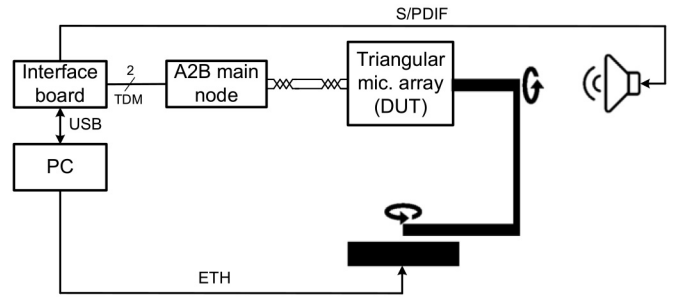 S/PDIF
Interface
board
2
TDM
A2B main
node
Triangular
mic. array
(DUT)
USB
PC
ETH